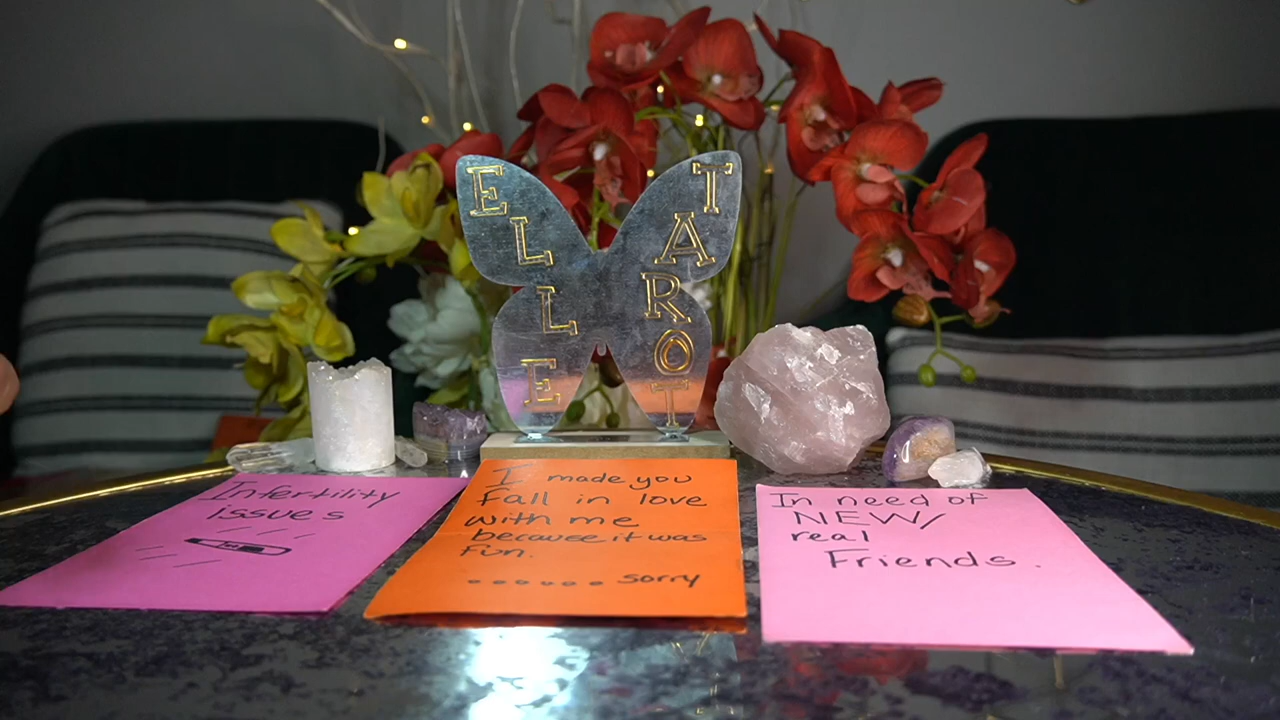 ELLE
TAROT
Infertility
issues
I made you
Fall in love
with me
because it was
Fun.
...... sorry
In need of
NEW/
real
Friends.